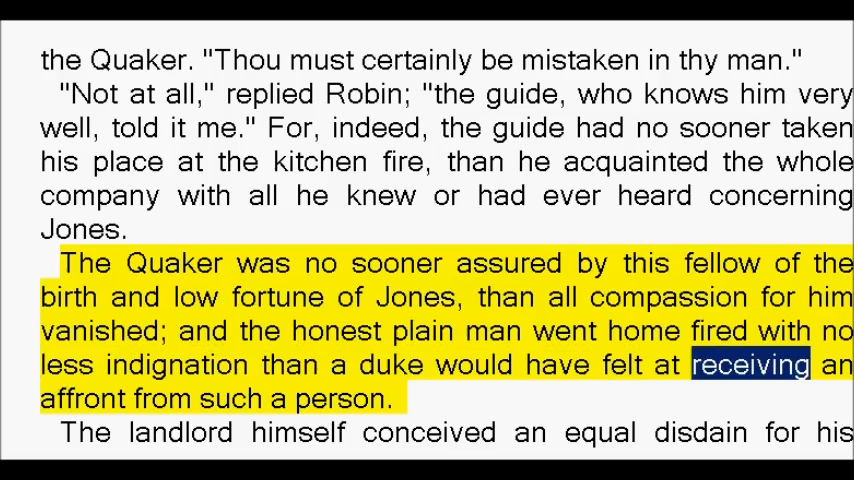 the Quaker. "Thou must certainly be mistaken in thy man."
"Not at all," replied Robin; "the guide, who knows him very
well, told it me." For, indeed, the guide had no sooner taken
his place at the kitchen fire, than he acquainted the whole
company with all he knew or had ever heard concerning
Jones.
The Quaker was no sooner assured by this fellow of the
birth and low fortune of Jones, than all compassion for him
vanished; and the honest plain man went home fired with no
less indignation than a duke would have felt at receiving an
affront from such a person.
The landlord himself conceived an equal disdain for his